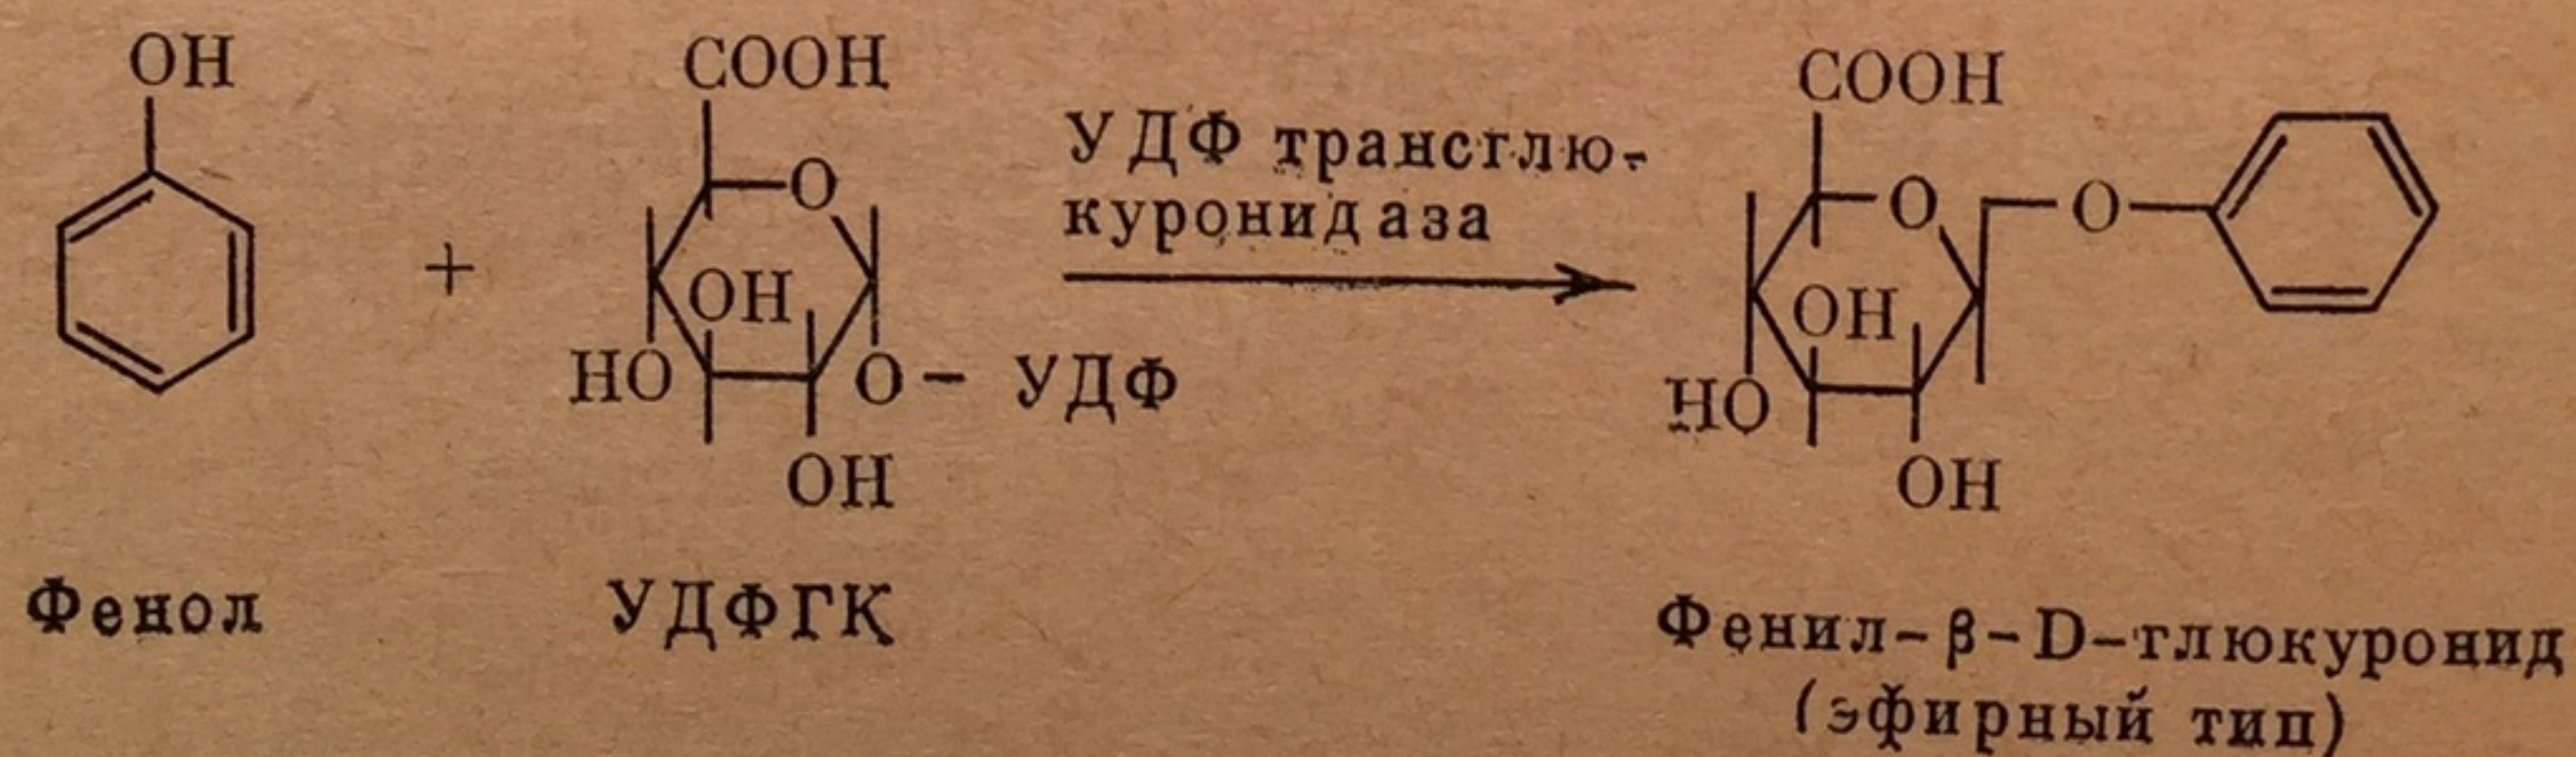 OH
COOH
O
OH
HO
O – УДФ
OH
+
УДФ трансглю-
куронидаза
COOH
O
O
OH
HO
OH
Фенол
УДФГК
Фенил-β-D-глюкуронид
(эфирный тип)